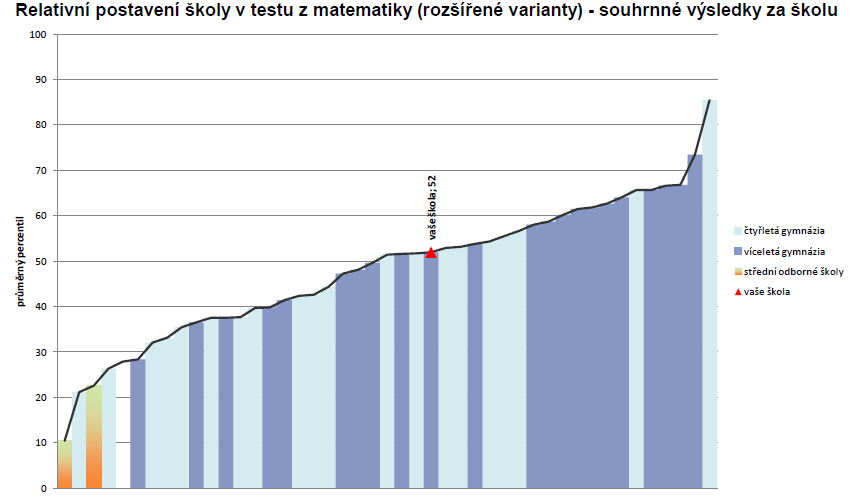 Relativní postavení školy v testu z matematiky (rozšířené varianty) - souhrnné výsledky za školu
100
90
80
70
60
50
40
30
20
10
0
průměrný percentil
vaše škola; 52
čtyřletá gymnázia
víceletá gymnázia
střední odborné školy
vaše škola